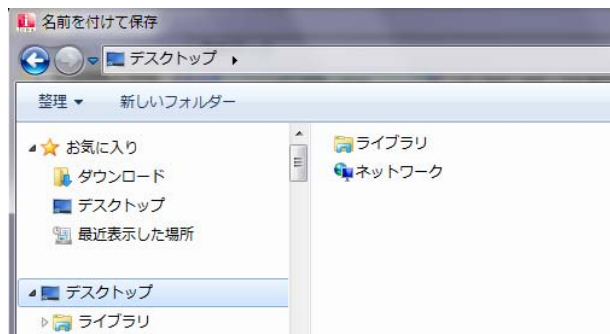 名前を付けて保存
デスクトップ
整理 新しいフォルダー
お気に入り
ダウンロード
デスクトップ
最近表示した場所
デスクトップ
ライブラリ
ライブラリ
ネットワーク